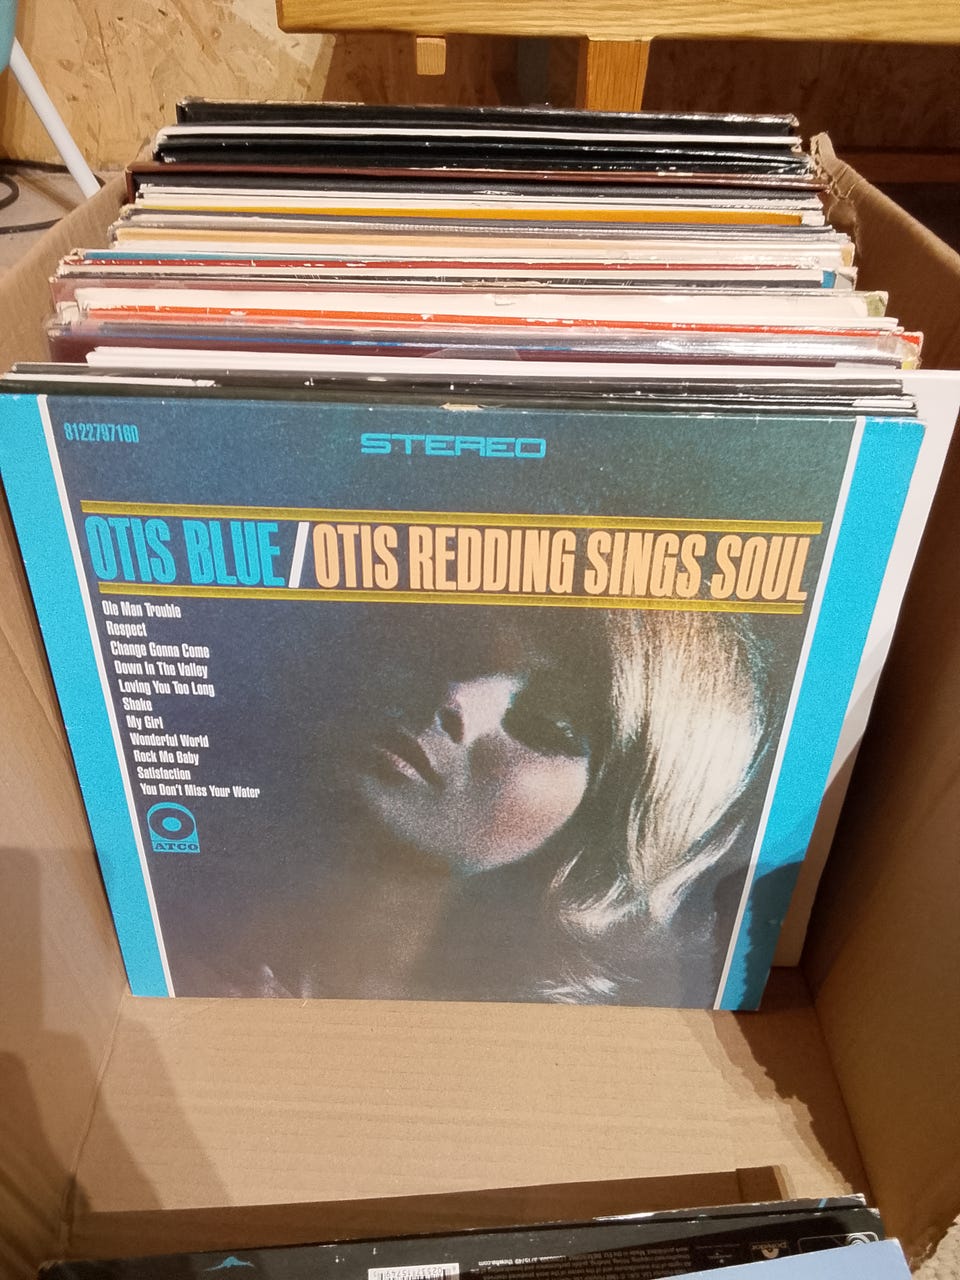 8122797160
STEREO
OTIS BLUE/OTIS REDDING SINGS SOUL
Ole Man Trouble
Respect
Change Gonna Come
Down In The Valley
Loving You Too Long
Shake
My Girl
Wonderful World
Rock Me Baby
Satisfaction
You Don't Miss Your Water
ATCO
polydor